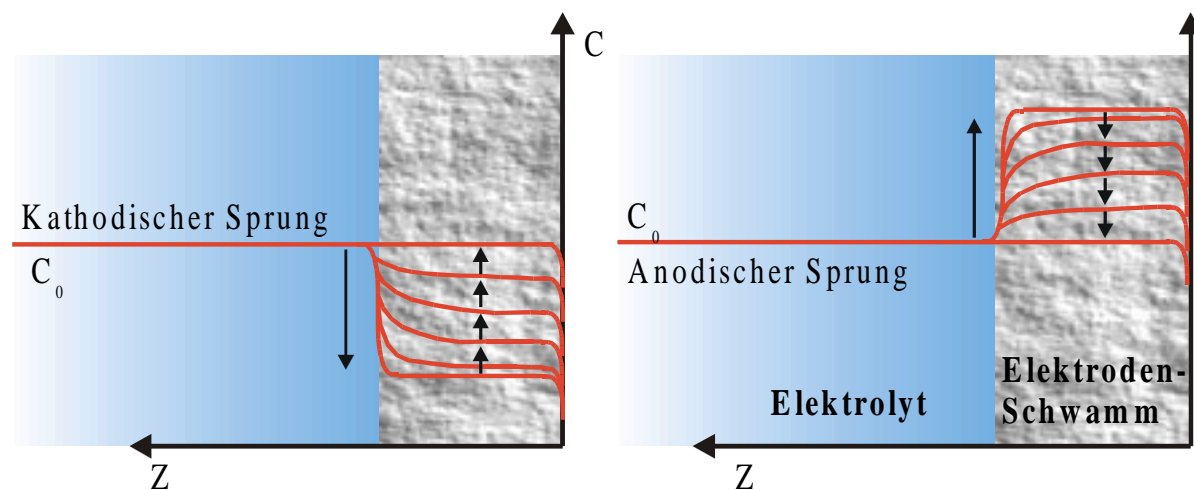 C
Kathodischer Sprung
C₀
Z
C₀
Anodischer Sprung
Elektrolyt
Elektroden-
Schwamm
Z